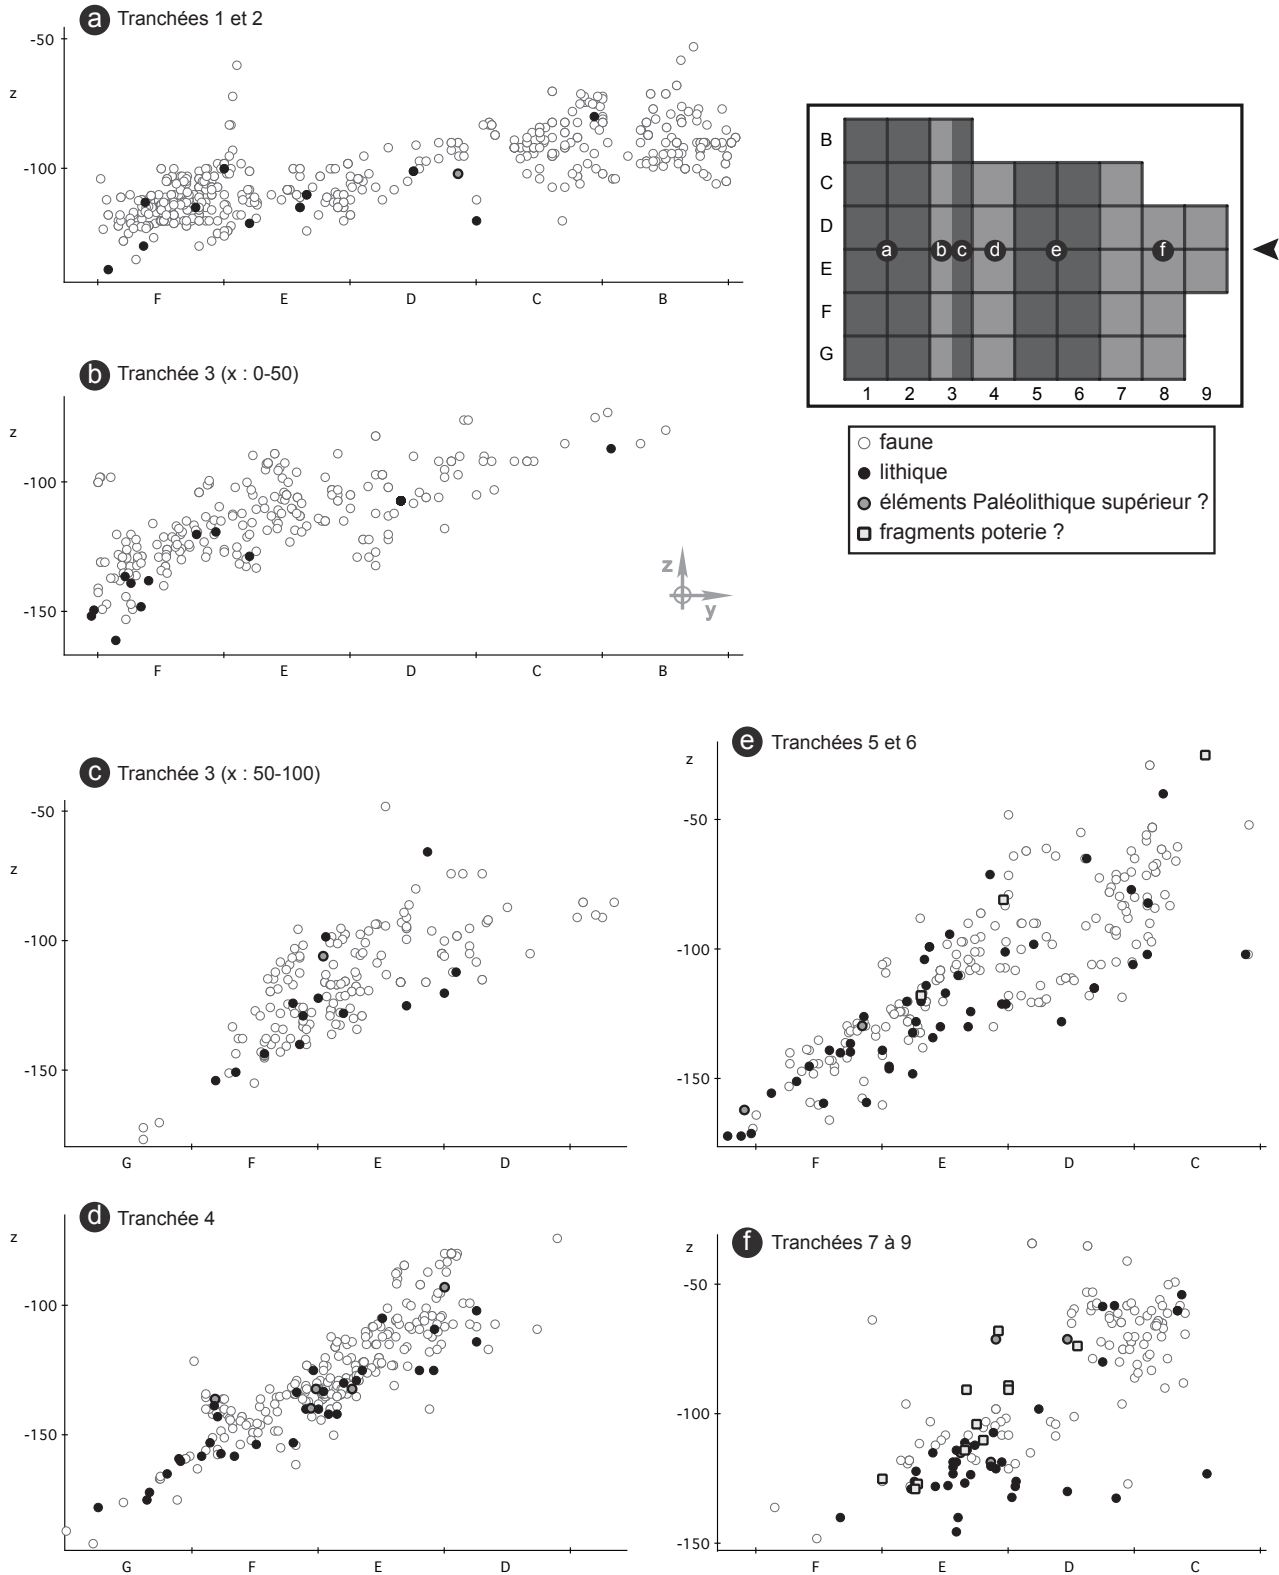 a Tranchées 1 et 2
-50
z
-100
F E D C B
B
C
D
E
F
G
a b c d e f
1 2 3 4 5 6 7 8 9
faune
lithique
éléments Paléolithique supérieur ?
fragments poterie ?
b Tranchée 3 (x : 0-50)
z
-100
-150
F E D C B
z
y
c Tranchée 3 (x : 50-100)
-50
z
-100
-150
G F E D
d Tranchée 4
z
-100
-150
G F E D
e Tranchées 5 et 6
z
-50
-100
-150
F E D C
f Tranchées 7 à 9
z
-50
-100
-150
F E D C